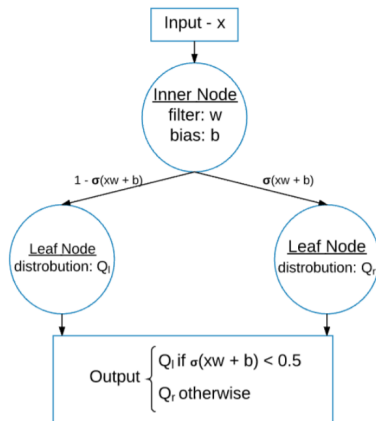 Input - x
Inner Node
filter: w
bias: b
1 - σ(xw + b)
σ(xw + b)
Leaf Node
distrobution: Qₗ
Leaf Node
distribution: Qᵣ
Output
Qₗ if σ(xw + b) < 0.5
Qᵣ otherwise